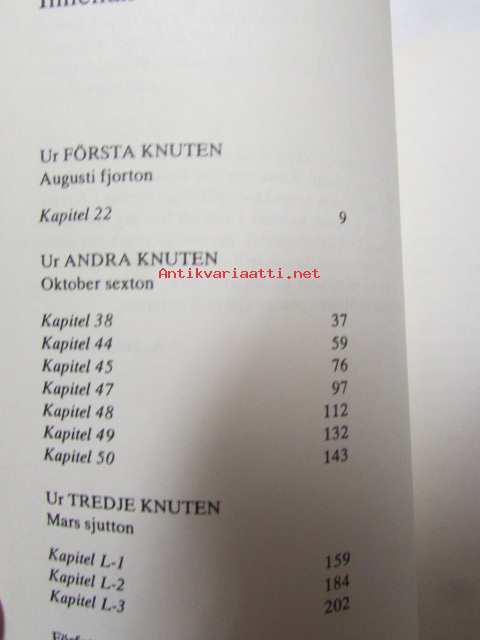 Ur FÖRSTA KNUTEN
Augusti fjorton
Kapitel 22 9
Ur ANDRA KNUTEN
Antikvariaatti.net
Oktober sexton
Kapitel 38 37
Kapitel 44 59
Kapitel 45 76
Kapitel 47 97
Kapitel 48 112
Kapitel 49 132
Kapitel 50 143
Ur TREDJE KNUTEN
Mars sjutton
Kapitel L-1 159
Kapitel L-2 184
Kapitel L-3 202